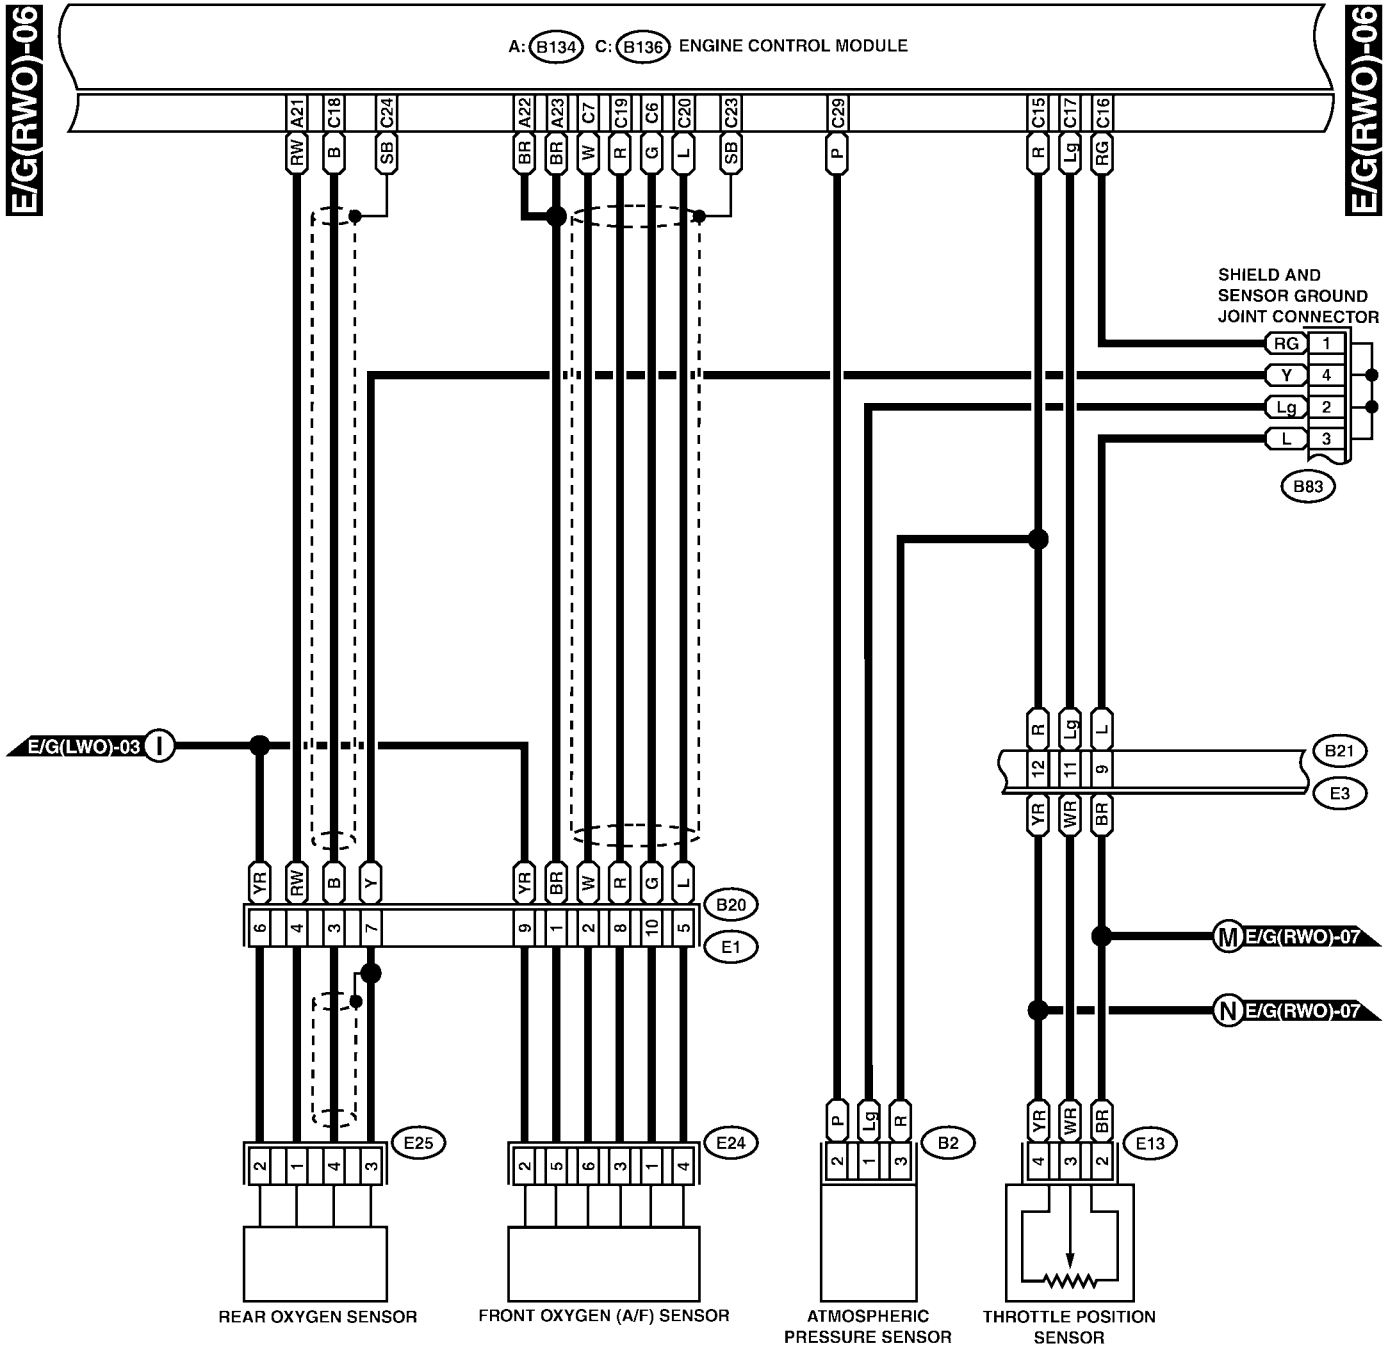 E/G(RWO)-06
E/G(RWO)-06
A: B134 C: B136 ENGINE CONTROL MODULE
A21 C18 C24 A22 A23 C7 C19 C6 C20 C23 C29 C15 C17 C16
RW B SB BR BR W R G L SB P R Lg RG
SHIELD AND
SENSOR GROUND
JOINT CONNECTOR
RG 1
Y 4
Lg 2
L 3
B83
R Lg L
E/G(LWO)-03 I
12 11 9 B21
E3
YR WR BR
YR RW B Y YR BR W R G L
B20
6 4 3 7 9 1 2 8 10 5
E1
M E/G(RWO)-07
N E/G(RWO)-07
P Lg R YR WR BR
E25 E24 B2 E13
2 1 4 3 2 5 6 3 1 4 2 1 3 4 3 2
REAR OXYGEN SENSOR
FRONT OXYGEN (A/F) SENSOR
ATMOSPHERIC
PRESSURE SENSOR
THROTTLE POSITION
SENSOR